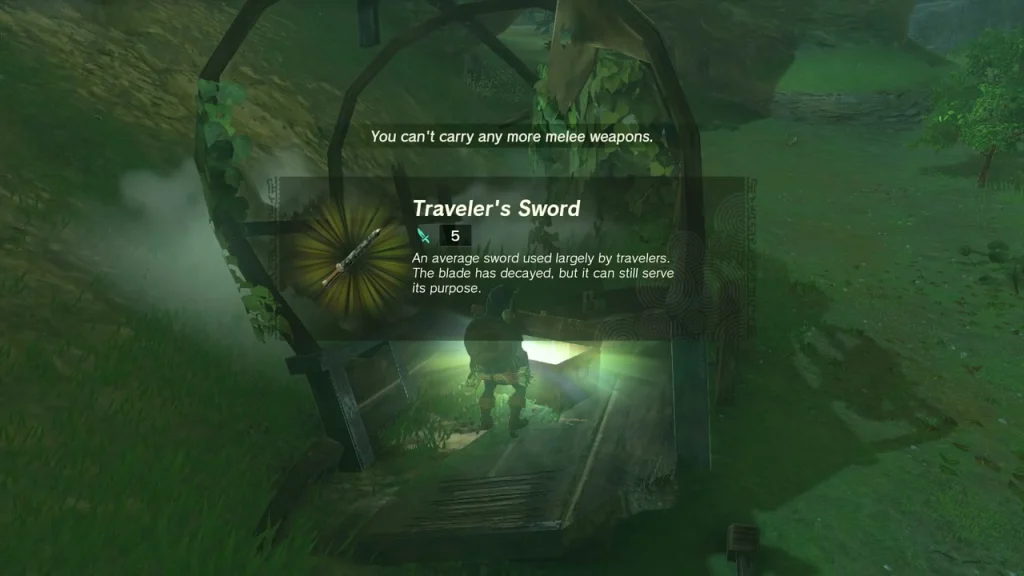 You can't carry any more melee weapons.
Traveler's Sword
5
An average sword used largely by travelers.
The blade has decayed, but it can still serve
its purpose.